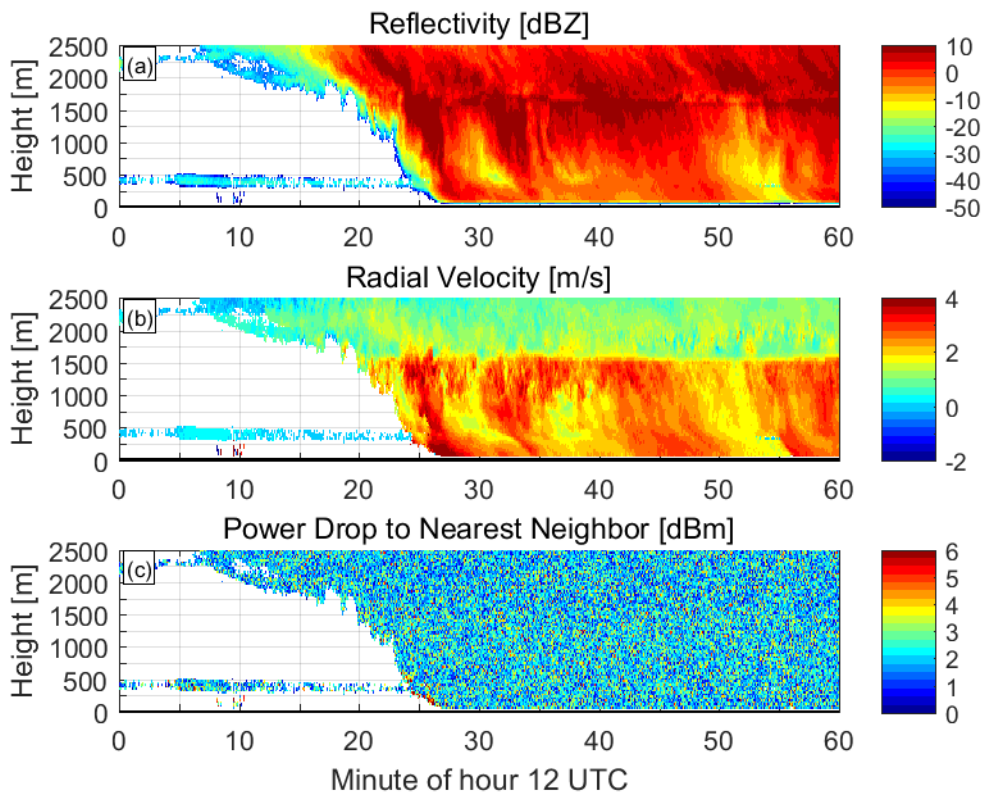 Reflectivity [dBZ]
Height [m]
2500
2000
1500
1000
500
0
(a)
0 10 20 30 40 50 60
10
0
-10
-20
-30
-40
-50
Radial Velocity [m/s]
Height [m]
2500
2000
1500
1000
500
0
(b)
0 10 20 30 40 50 60
4
2
0
-2
Power Drop to Nearest Neighbor [dBm]
Height [m]
2500
2000
1500
1000
500
0
(c)
0 10 20 30 40 50 60
6
5
4
3
2
1
0
Minute of hour 12 UTC